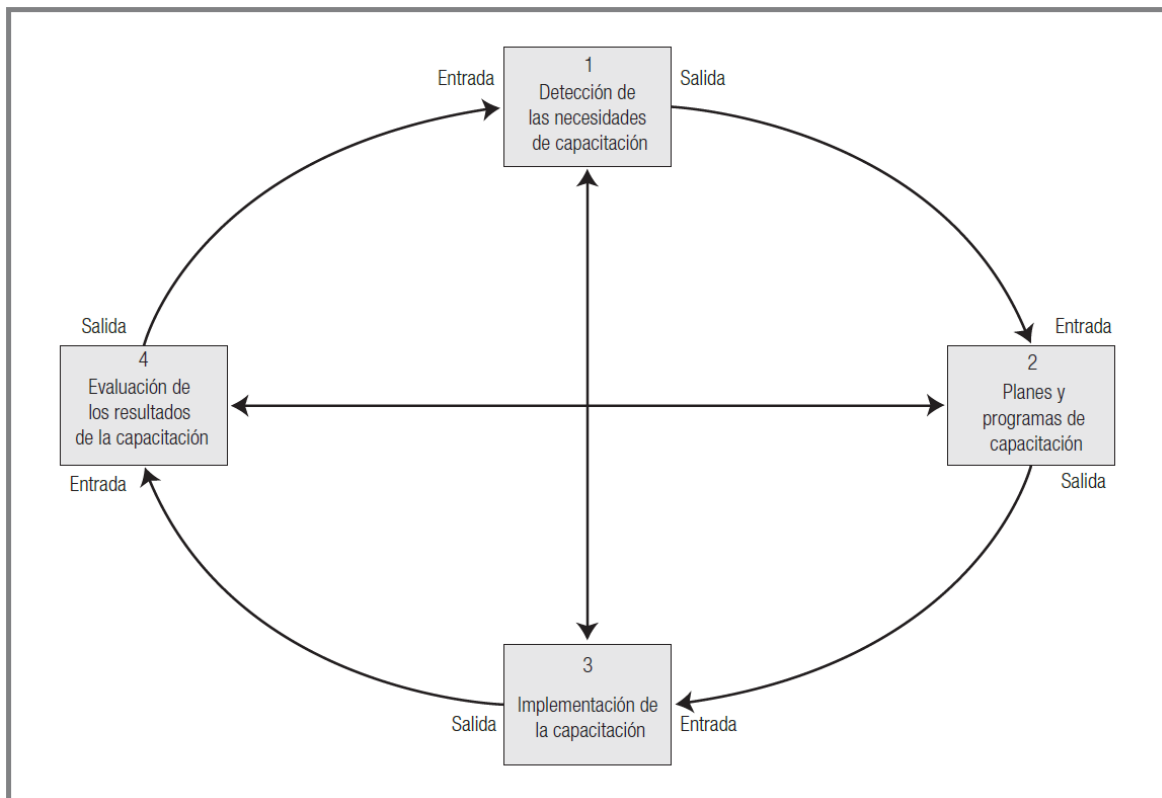 1
Detección de
las necesidades
de capacitación
Entrada
Salida
Entrada
2
Planes y
programas de
capacitación
Salida
Entrada
3
Implementación de
la capacitación
Salida
Entrada
4
Evaluación de
los resultados
de la capacitación
Salida